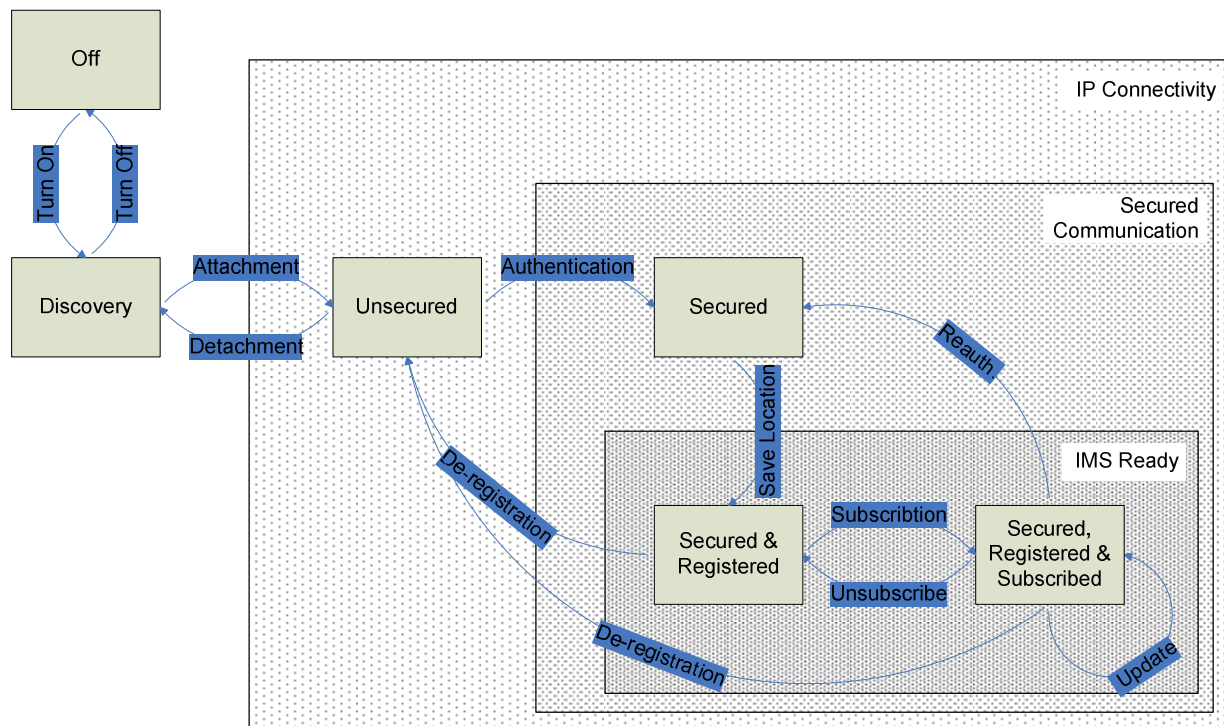 Off
IP Connectivity
Turn On
Turn Off
Secured
Communication
Attachment
Authentication
Discovery
Unsecured
Secured
Detachment
Reauth.
Save Location
IMS Ready
De-registration
Subscribtion
Secured &
Registered
Secured,
Registered &
Subscribed
Unsubscribe
De-registration
Update